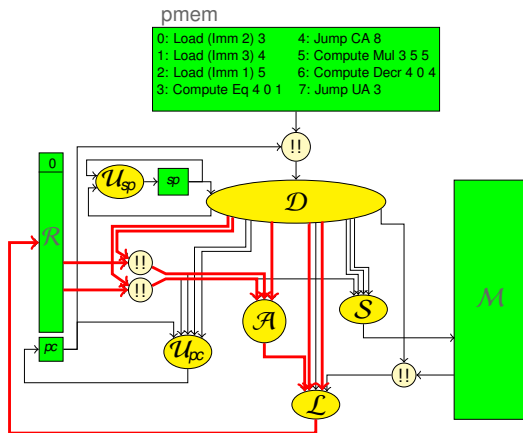 pmem
0: Load (Imm 2) 3 4: Jump CA 8
1: Load (Imm 3) 4 5: Compute Mul 3 5 5
2: Load (Imm 1) 5 6: Compute Decr 4 0 4
3: Compute Eq 4 0 1 7: Jump UA 3
!!
0
U_sp
sp
D
R
!!
!!
M
A
S
pc
U_pc
!!
L